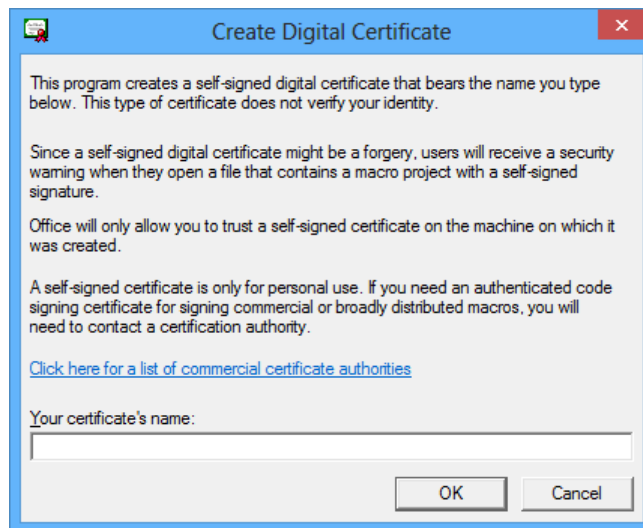 Create Digital Certificate
This program creates a self-signed digital certificate that bears the name you type
below. This type of certificate does not verify your identity.
Since a self-signed digital certificate might be a forgery, users will receive a security
warning when they open a file that contains a macro project with a self-signed
signature.
Office will only allow you to trust a self-signed certificate on the machine on which it
was created.
A self-signed certificate is only for personal use. If you need an authenticated code
signing certificate for signing commercial or broadly distributed macros, you will
need to contact a certification authority.
Click here for a list of commercial certificate authorities
Your certificate's name:
OK Cancel